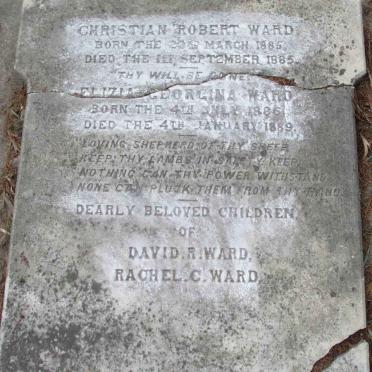 CHRISTIAN ROBERT WARD
BORN THE MARCH 1885,
DIED THE 1ST, SEPTEMBER 1885.
THY WILL BE DONE
ELIZIA GEORGINA WARD
BORN THE 4TH JULY 1886
DIED THE 4TH JANUARY 1889.
LOVING SHEPHERD OF THY SHEEP
KEEP, THY LAMBS IN SAFETY KEEP
NOTHING CAN THY POWER WITHSTAND
NONE CAN PLUCK THEM FROM THY HAND
DEARLY BELOVED CHILDREN
OF
DAVID. R. WARD,
RACHEL. C. WARD